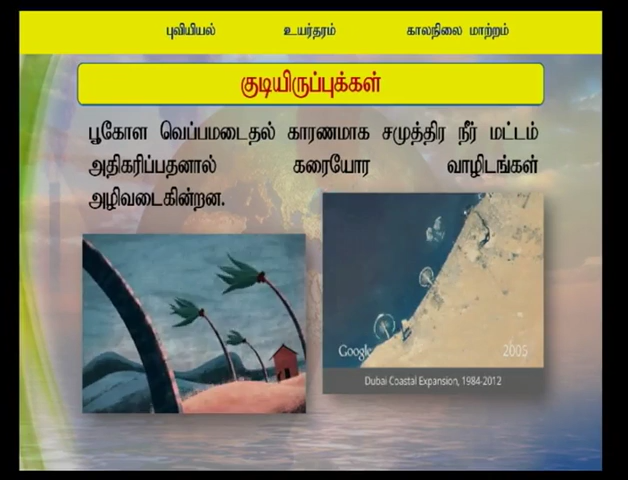 புவியியல் உயர்தரம் காலநிலை மாற்றம்
குடியிருப்புக்கள்
பூகோள வெப்பமடைதல் காரணமாக சமுத்திர நீர் மட்டம்
அதிகரிப்பதனால் கரையோர வாழிடங்கள்
அழிவடைகின்றன.
Google 2005
Dubai Coastal Expansion, 1984-2012